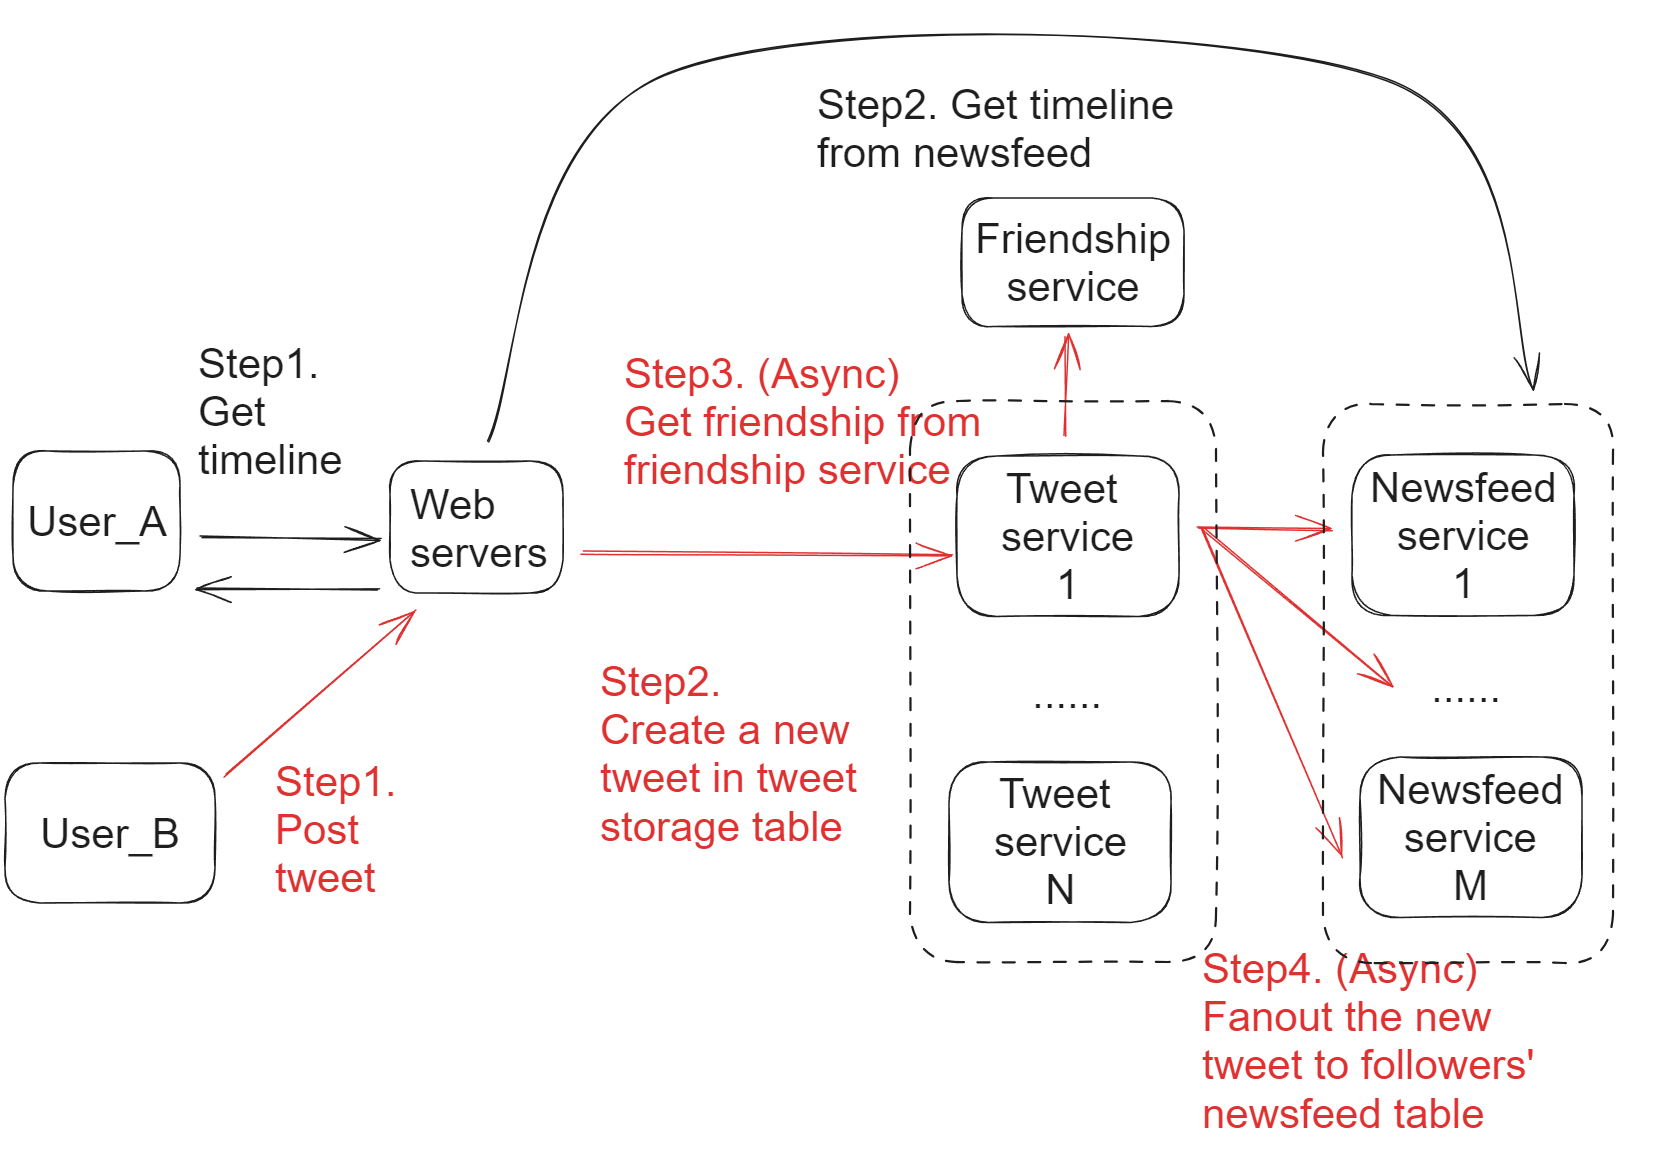 Step2. Get timeline
from newsfeed
Friendship
service
Step1.
Get
timeline
Step3. (Async)
Get friendship from
friendship service
User_A
Web
servers
Tweet
service
1
Newsfeed
service
1
Step2.
Create a new
tweet in tweet
storage table
......
......
User_B
Step1.
Post
tweet
Tweet
service
N
Newsfeed
service
M
Step4. (Async)
Fanout the new
tweet to followers'
newsfeed table